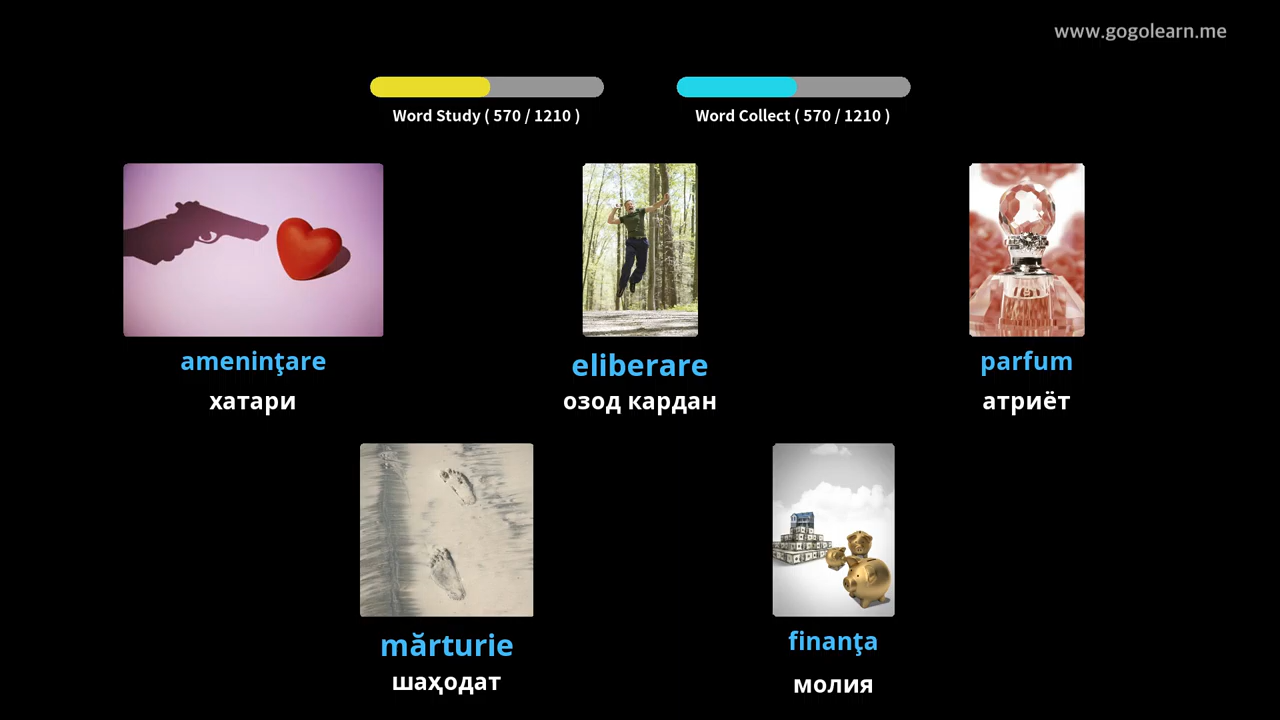 www.gogolearn.me
Word Study ( 570 / 1210 )
Word Collect ( 570 / 1210 )
ameninţare
хатари
eliberare
озод кардан
parfum
атриёт
mărturie
шаҳодат
finanţa
молия